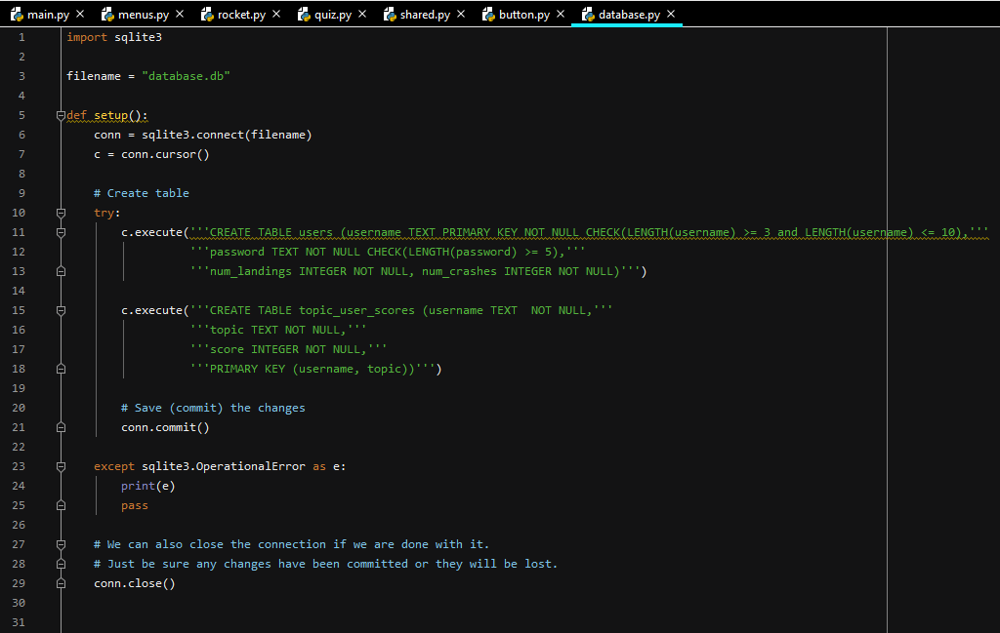 main.py menus.py rocket.py quiz.py shared.py button.py database.py
1 import sqlite3
2
3 filename = "database.db"
4
5 def setup():
6 conn = sqlite3.connect(filename)
7 c = conn.cursor()
8
9 # Create table
10 try:
11 c.execute('''CREATE TABLE users (username TEXT PRIMARY KEY NOT NULL CHECK(LENGTH(username) >= 3 and LENGTH(username) <= 10),'''
12 '''password TEXT NOT NULL CHECK(LENGTH(password) >= 5),'''
13 '''num_landings INTEGER NOT NULL, num_crashes INTEGER NOT NULL)''')
14
15 c.execute('''CREATE TABLE topic_user_scores (username TEXT  NOT NULL,'''
16 '''topic TEXT NOT NULL,'''
17 '''score INTEGER NOT NULL,'''
18 '''PRIMARY KEY (username, topic))''')
19
20 # Save (commit) the changes
21 conn.commit()
22
23 except sqlite3.OperationalError as e:
24 print(e)
25 pass
26
27 # We can also close the connection if we are done with it.
28 # Just be sure any changes have been committed or they will be lost.
29 conn.close()
30
31